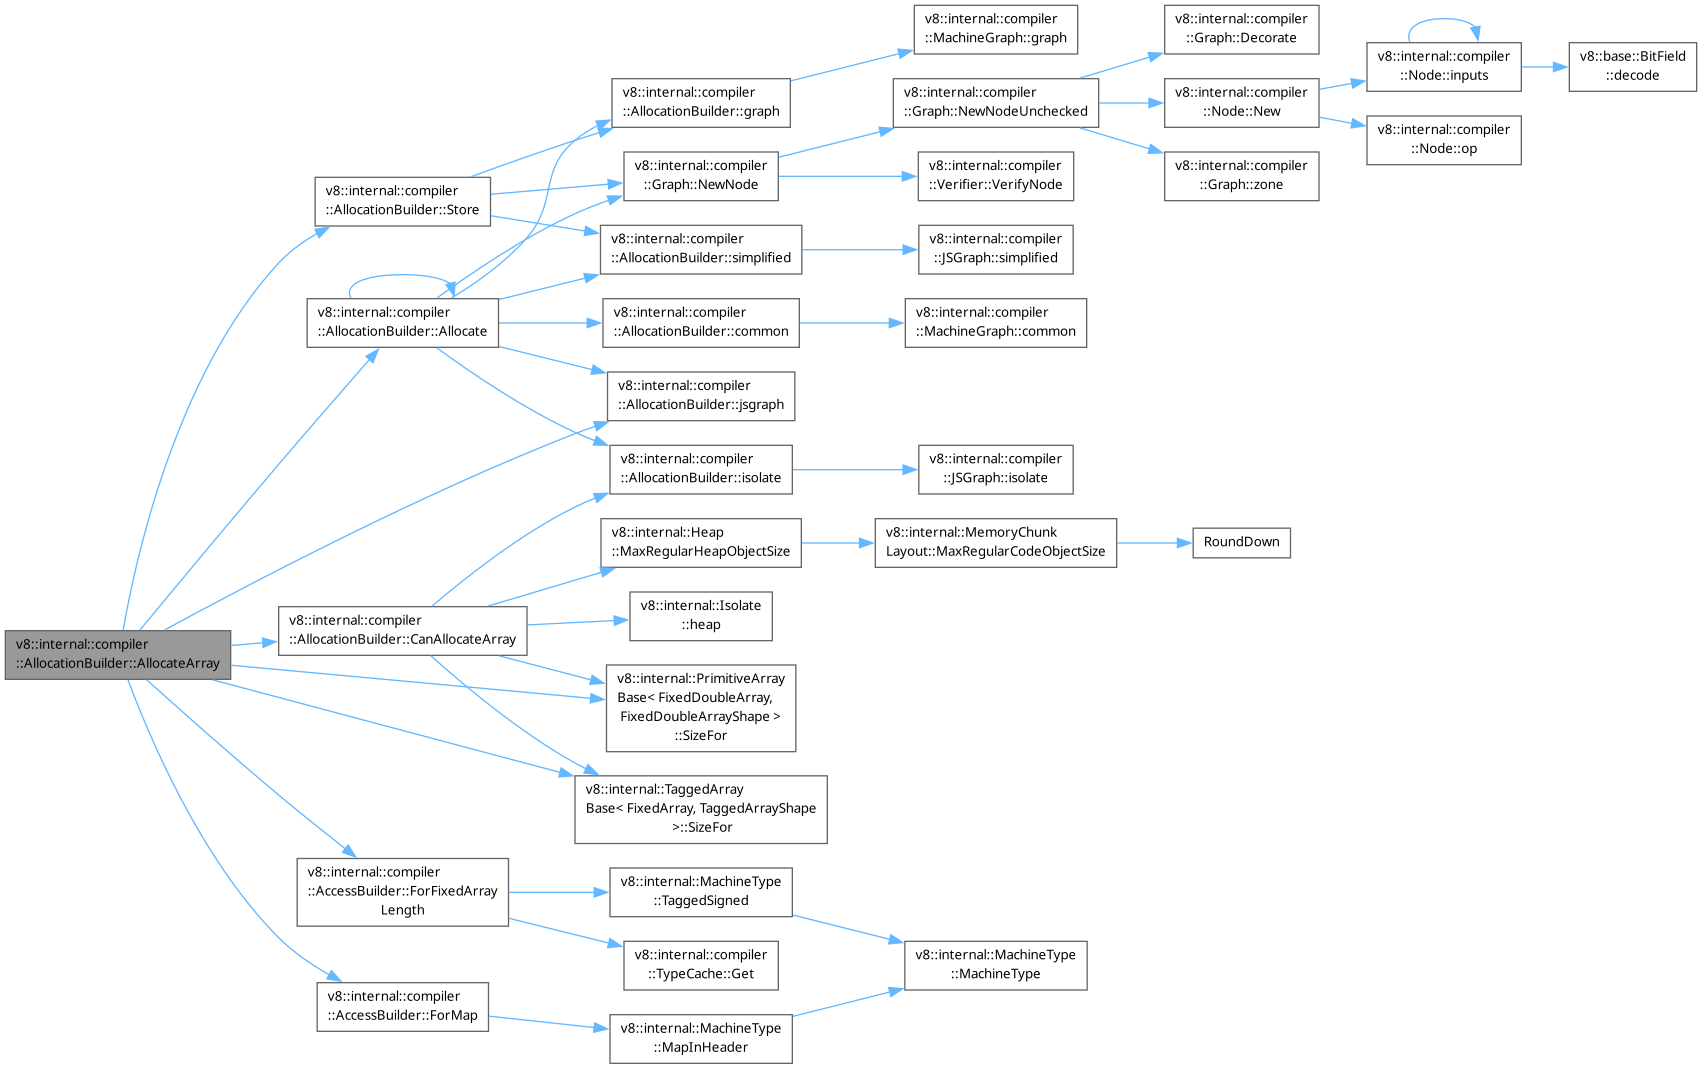 v8::internal::compiler
::AllocationBuilder::AllocateArray
v8::internal::compiler
::AllocationBuilder::Store
v8::internal::compiler
::AllocationBuilder::Allocate
v8::internal::compiler
::AllocationBuilder::CanAllocateArray
v8::internal::compiler
::AccessBuilder::ForFixedArray
Length
v8::internal::compiler
::AccessBuilder::ForMap
v8::internal::compiler
::AllocationBuilder::graph
v8::internal::compiler
::Graph::NewNode
v8::internal::compiler
::AllocationBuilder::simplified
v8::internal::compiler
::AllocationBuilder::common
v8::internal::compiler
::AllocationBuilder::jsgraph
v8::internal::compiler
::AllocationBuilder::isolate
v8::internal::Heap
::MaxRegularHeapObjectSize
v8::internal::Isolate
::heap
v8::internal::PrimitiveArray
Base< FixedDoubleArray,
FixedDoubleArrayShape >
::SizeFor
v8::internal::TaggedArray
Base< FixedArray, TaggedArrayShape
>::SizeFor
v8::internal::MachineType
::TaggedSigned
v8::internal::compiler
::TypeCache::Get
v8::internal::MachineType
::MapInHeader
v8::internal::compiler
::MachineGraph::graph
v8::internal::compiler
::Graph::NewNodeUnchecked
v8::internal::compiler
::Verifier::VerifyNode
v8::internal::compiler
::JSGraph::simplified
v8::internal::compiler
::MachineGraph::common
v8::internal::compiler
::JSGraph::isolate
v8::internal::MemoryChunk
Layout::MaxRegularCodeObjectSize
v8::internal::MachineType
::MachineType
v8::internal::compiler
::Graph::Decorate
v8::internal::compiler
::Node::New
v8::internal::compiler
::Graph::zone
RoundDown
v8::internal::compiler
::Node::inputs
v8::internal::compiler
::Node::op
v8::base::BitField
::decode